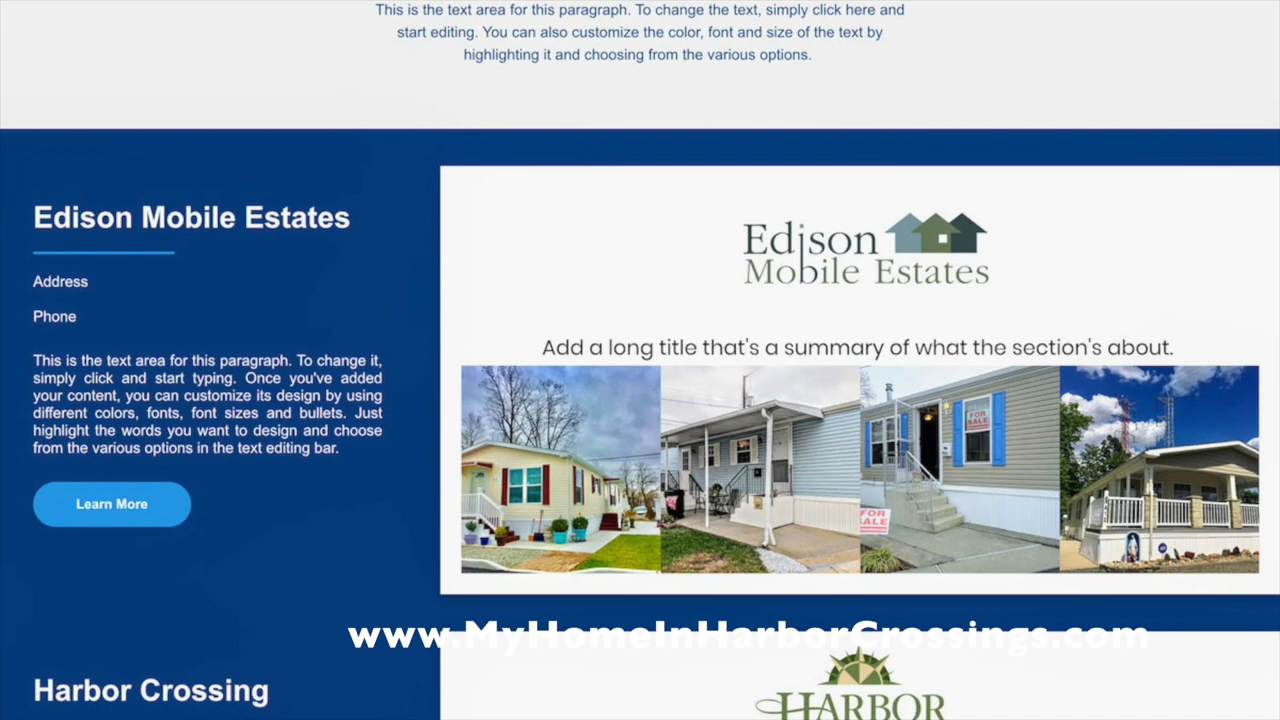 This is the text area for this paragraph. To change the text, simply click here and
start editing. You can also customize the color, font and size of the text by
highlighting it and choosing from the various options.
Edison Mobile Estates
Address
Phone
This is the text area for this paragraph. To change it,
simply click and start typing. Once you've added
your content, you can customize its design by using
different colors, fonts, font sizes and bullets. Just
highlight the words you want to design and choose
from the various options in the text editing bar.
Learn More
Edison
Mobile Estates
Add a long title that's a summary of what the section's about.
FOR
SALE
FOR
SALE
www.MyHomeInHarborCrossings.com
Harbor Crossing
HARBOR